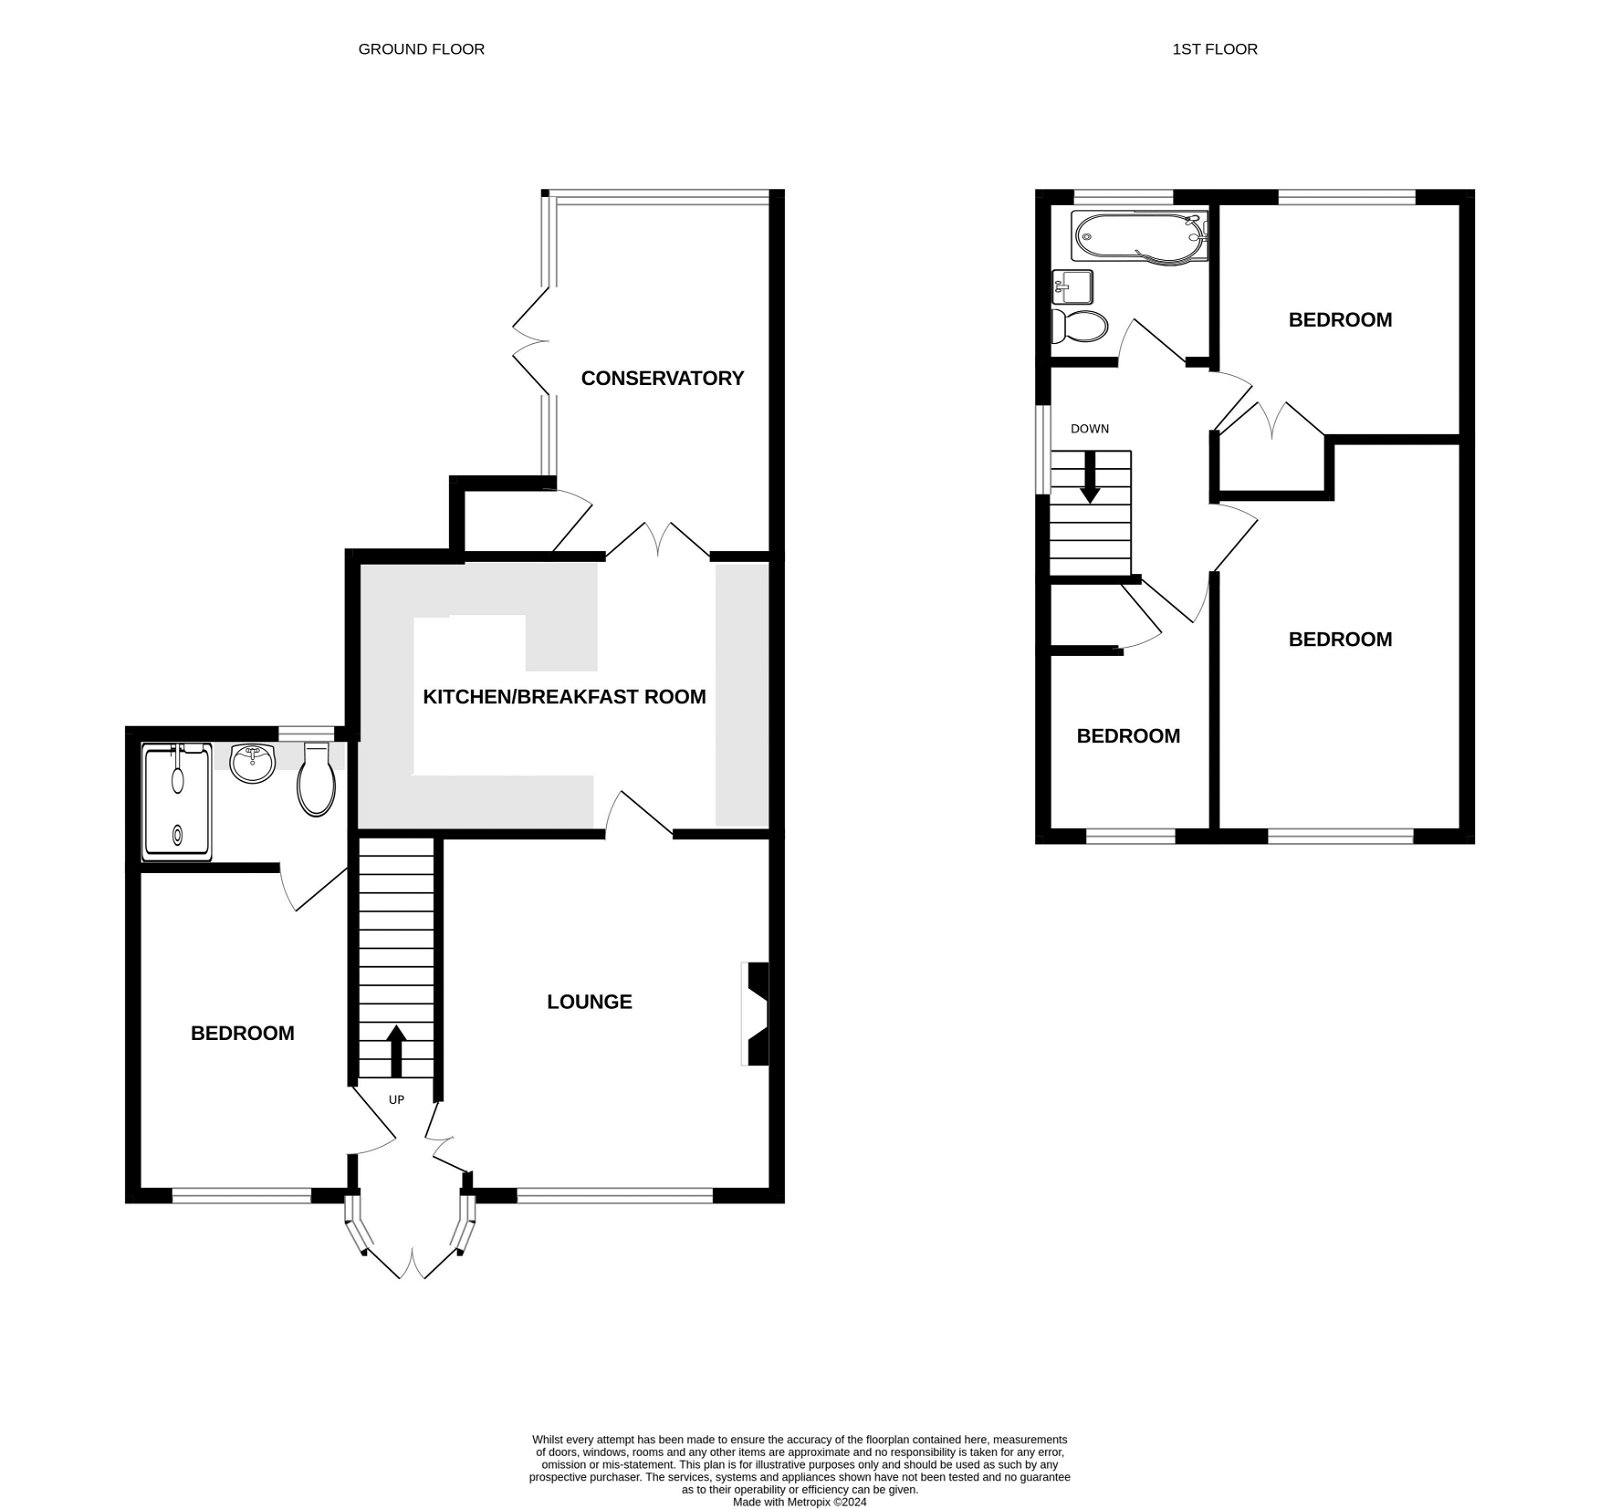 GROUND FLOOR
1ST FLOOR
BEDROOM
CONSERVATORY
DOWN
BEDROOM
KITCHEN/BREAKFAST ROOM
BEDROOM
LOUNGE
BEDROOM
UP
Whilst every attempt has been made to ensure the accuracy of the floorplan contained here, measurements
of doors, windows, rooms and any other items are approximate and no responsibility is taken for any error,
omission or mis-statement. This plan is for illustrative purposes only and should be used as such by any
prospective purchaser. The services, systems and appliances shown have not been tested and no guarantee
as to their operability or efficiency can be given.
Made with Metropix ©2024